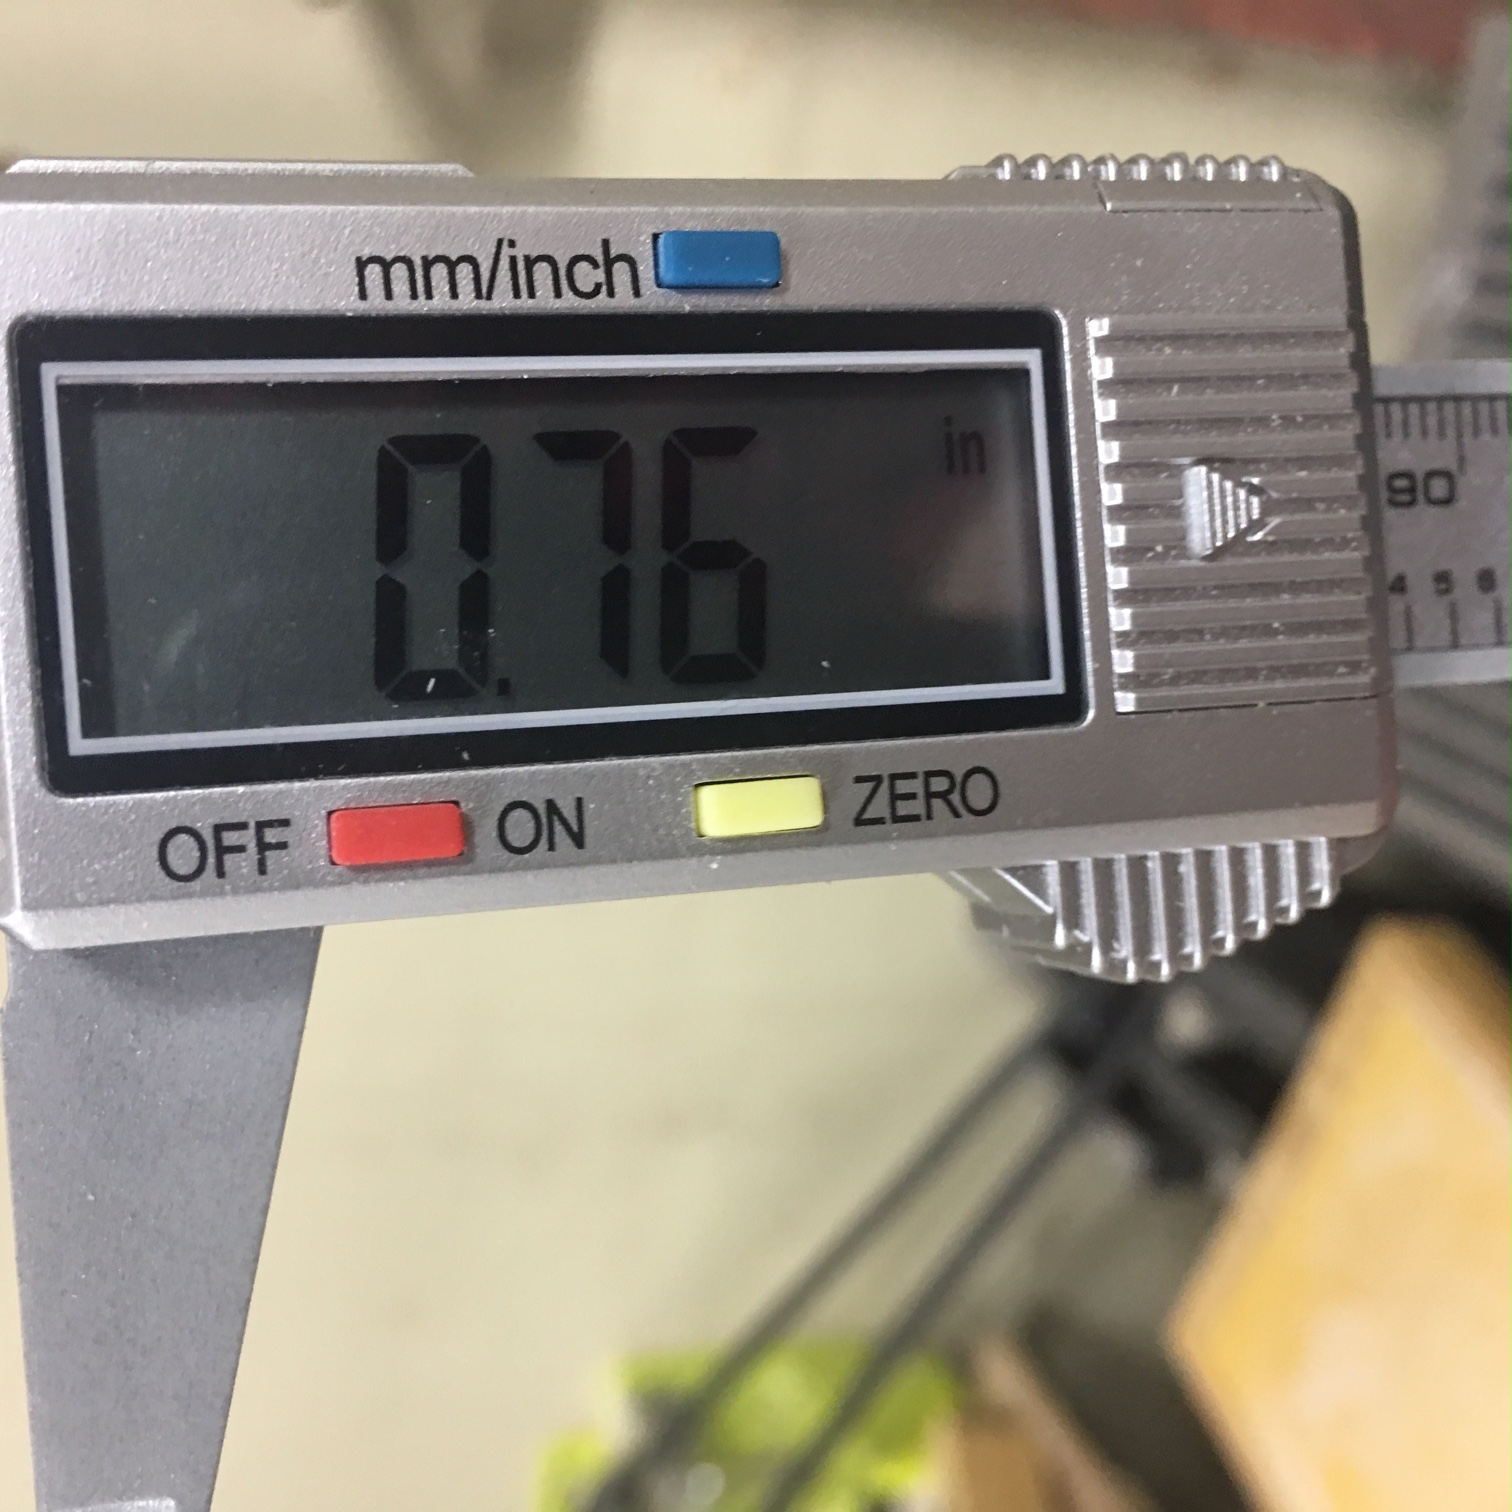 mm/inch
0.76 in
OFF ON ZERO
90
4 5 6